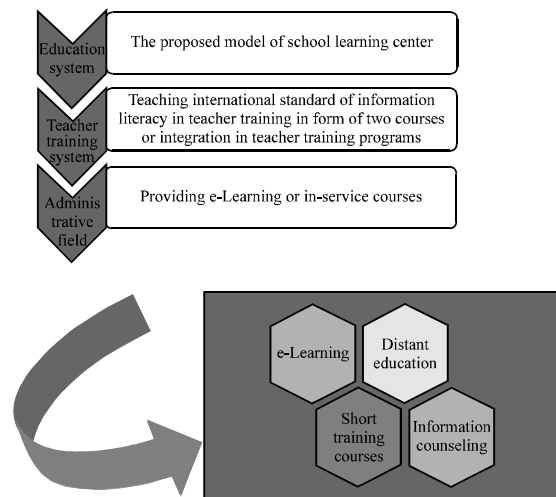 Education
system
The proposed model of school learning center
Teacher
training
system
Teaching international standard of information
literacy in teacher training in form of two courses
or integration in teacher training programs
Adminis
trative
field
Providing e-Learning or in-service courses
e-Learning
Distant
education
Short
training
courses
Information
counseling